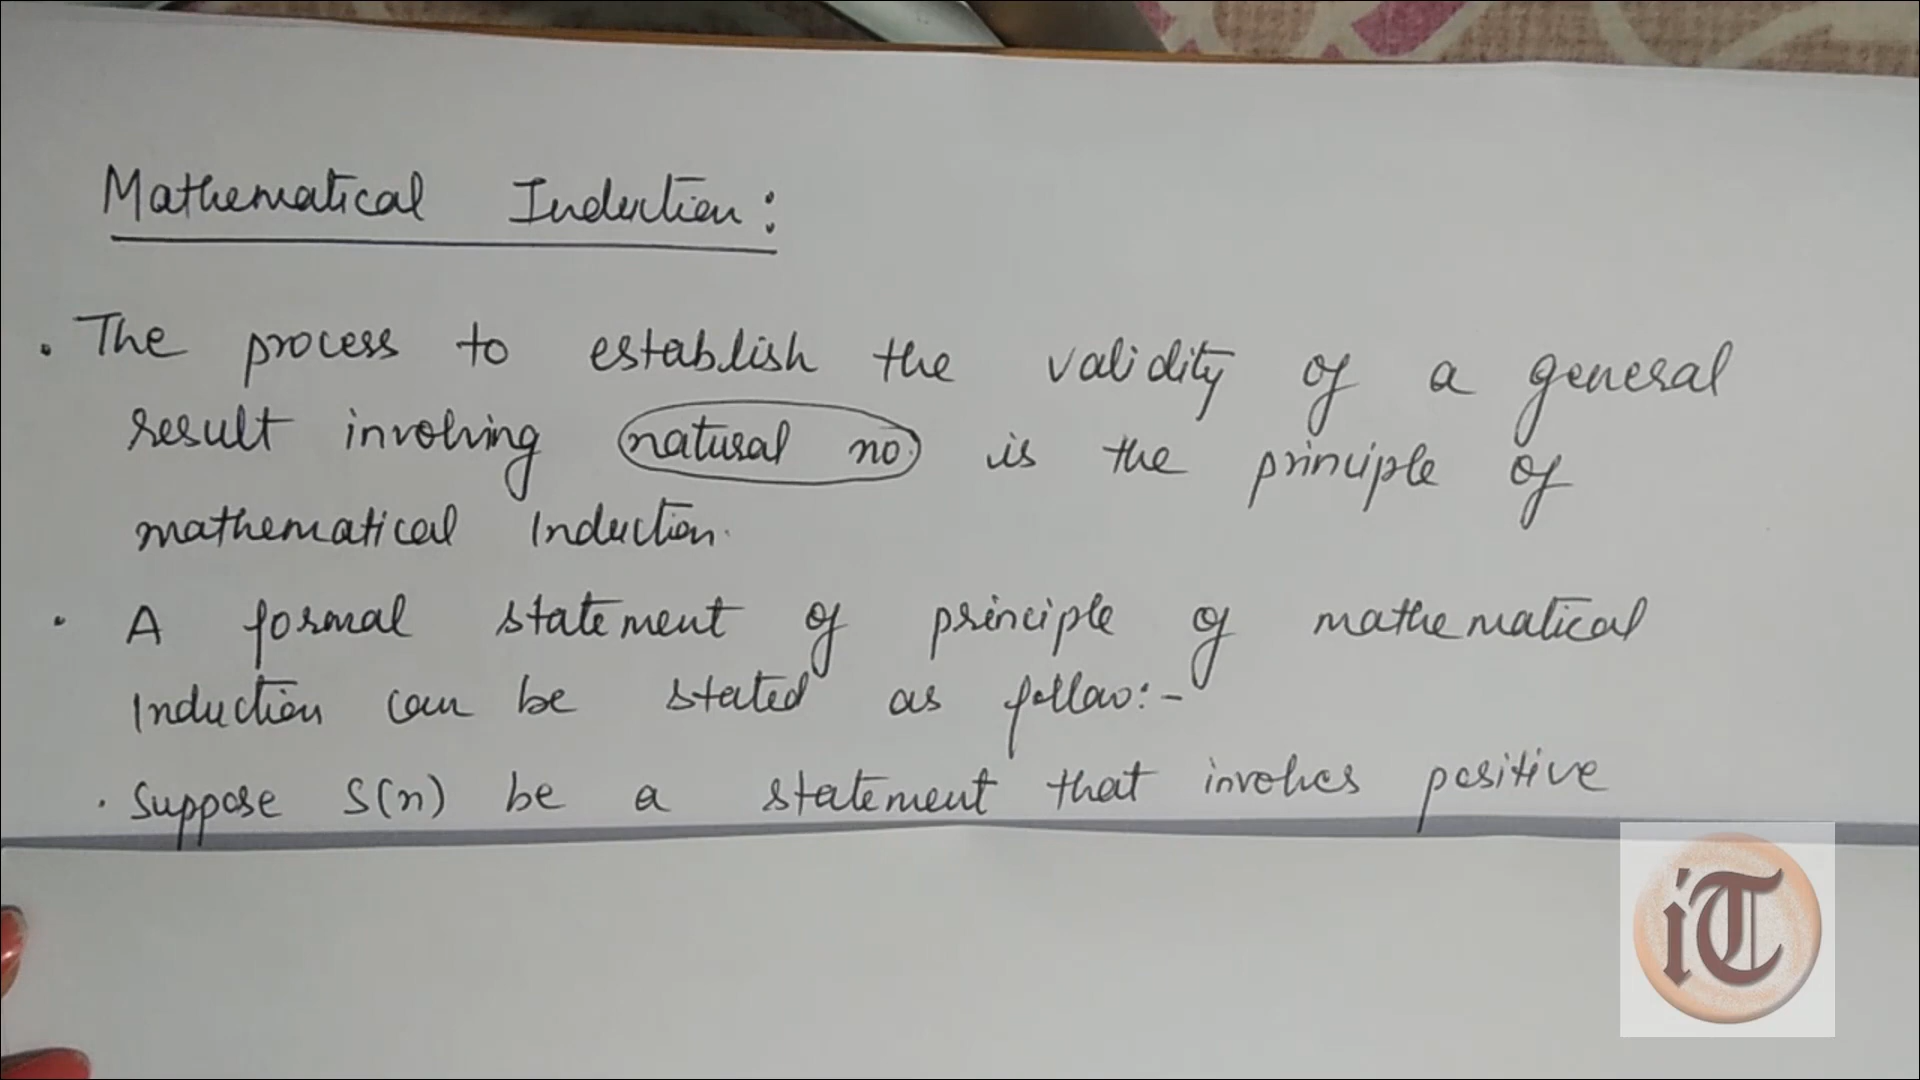 Mathematical Induction:
. The process to establish the validity of a general
result involving natural no. is the principle of
mathematical Induction.
. A formal statement of principle of mathematical
Induction can be stated as follow:-
. Suppose S(n) be a statement that involves positive
iT